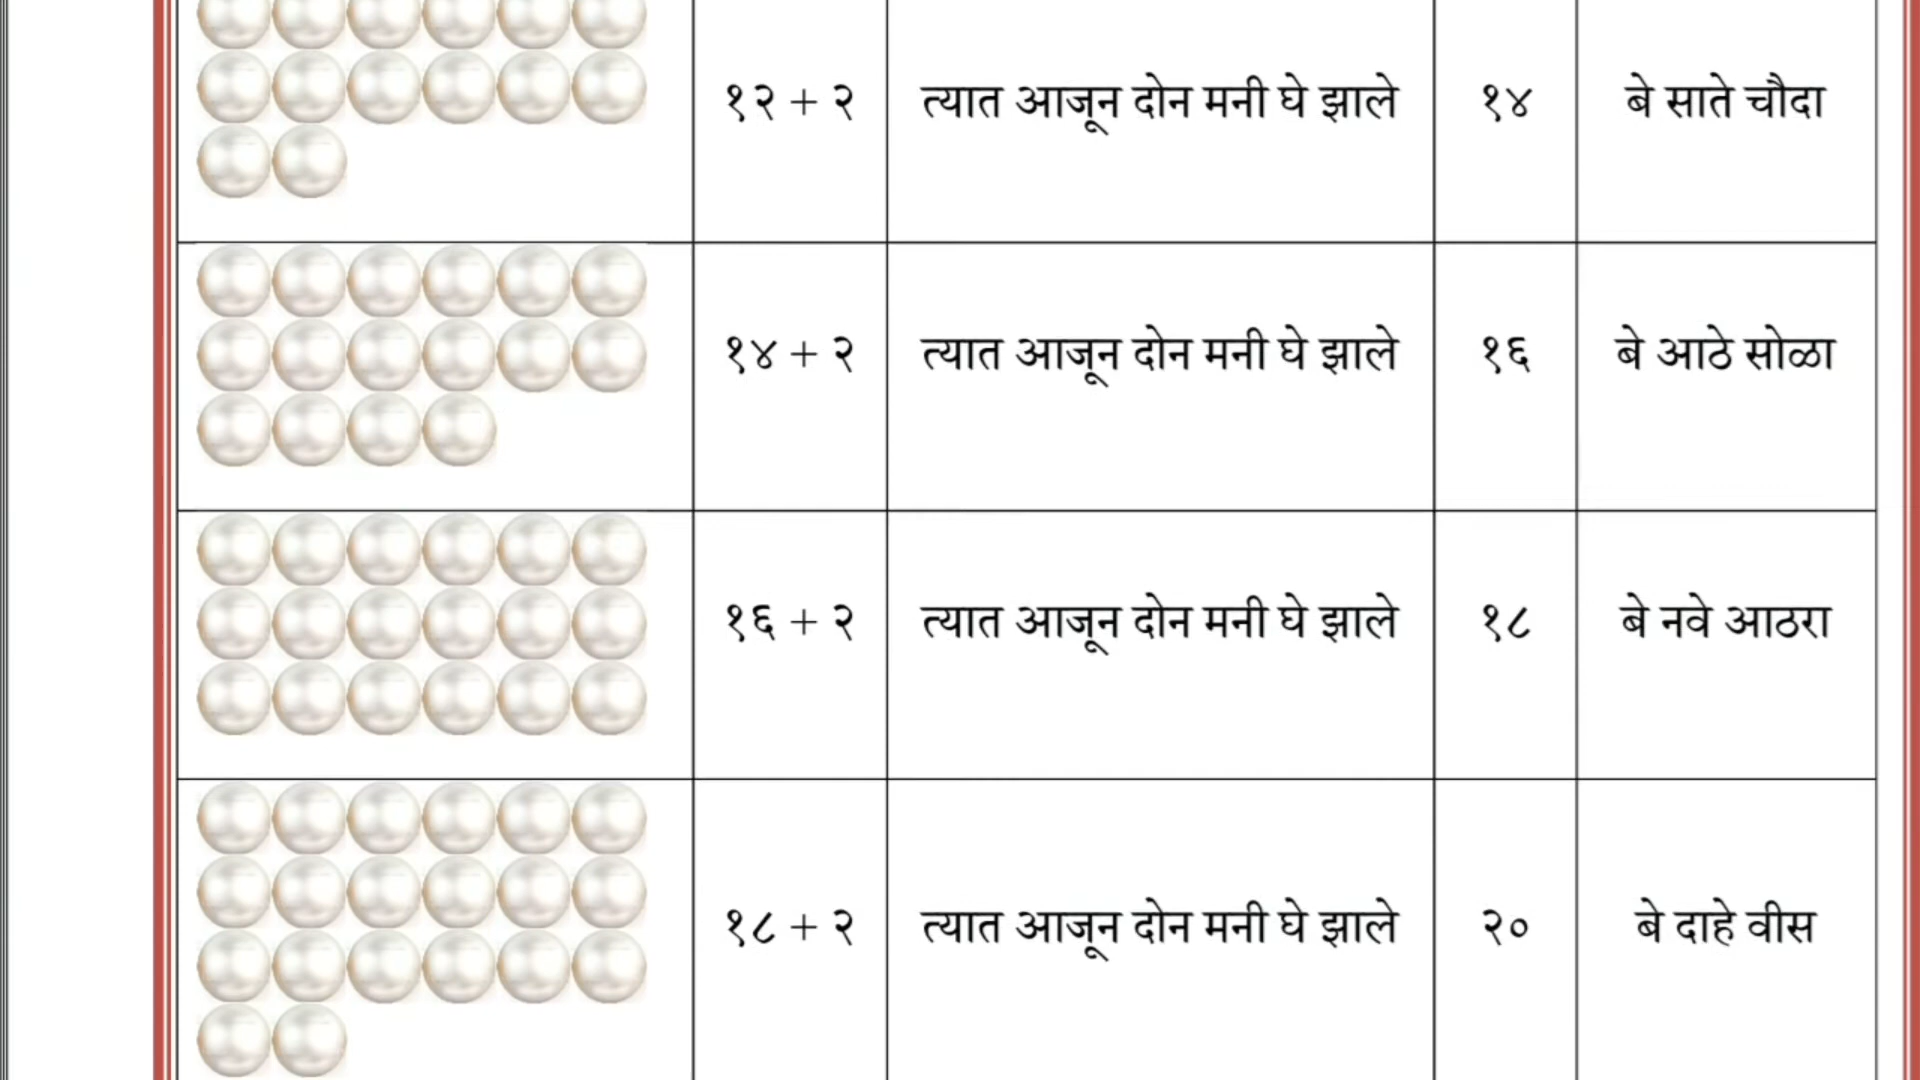 १२ + २ त्यात आजून दोन मनी घे झाले १४ बे साते चौदा
१४ + २ त्यात आजून दोन मनी घे झाले १६ बे आठे सोळा
१६ + २ त्यात आजून दोन मनी घे झाले १८ बे नवे आठरा
१८ + २ त्यात आजून दोन मनी घे झाले २० बे दाहे वीस